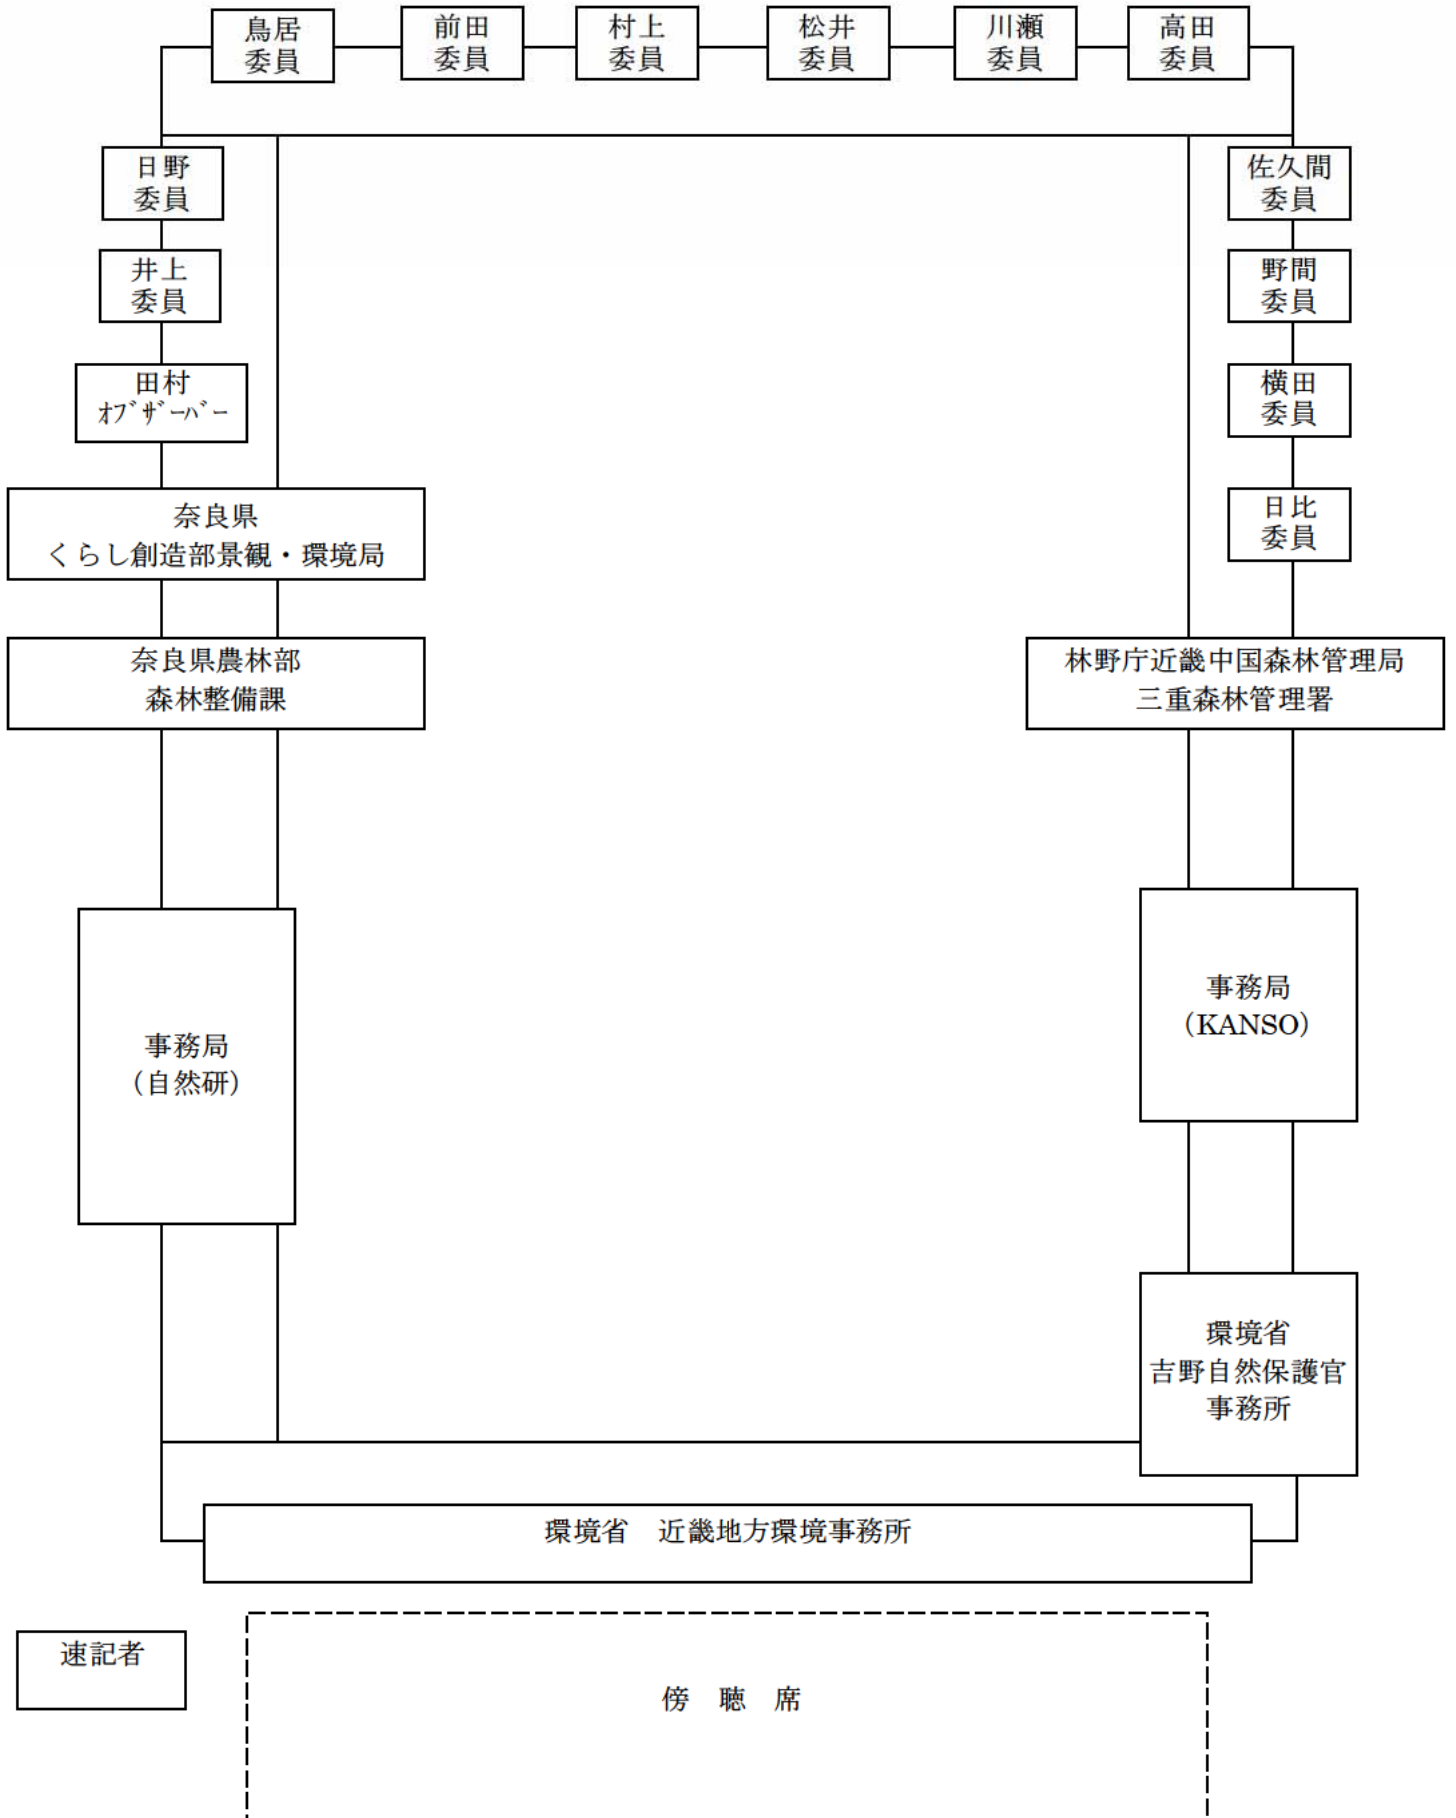 鳥居
委員
前田
委員
村上
委員
松井
委員
川瀬
委員
高田
委員
日野
委員
佐久間
委員
井上
委員
野間
委員
田村
ｵﾌﾞｻﾞｰﾊﾞｰ
横田
委員
奈良県
くらし創造部景観・環境局
日比
委員
奈良県農林部
森林整備課
林野庁近畿中国森林管理局
三重森林管理署
事務局
（自然研）
事務局
（KANSO）
環境省
吉野自然保護官
事務所
環境省　近畿地方環境事務所
速記者
傍　聴　席